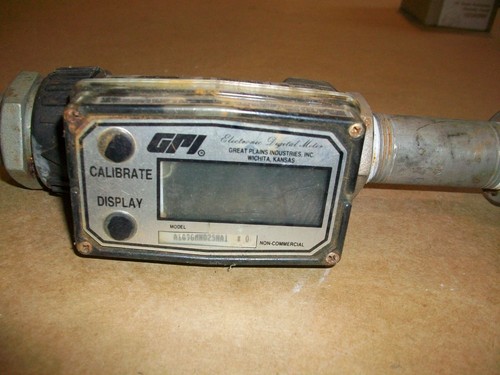 GPI
Electronic Digital Meter
GREAT PLAINS INDUSTRIES, INC.
WICHITA, KANSAS
CALIBRATE
DISPLAY
MODEL
NON-COMMERCIAL